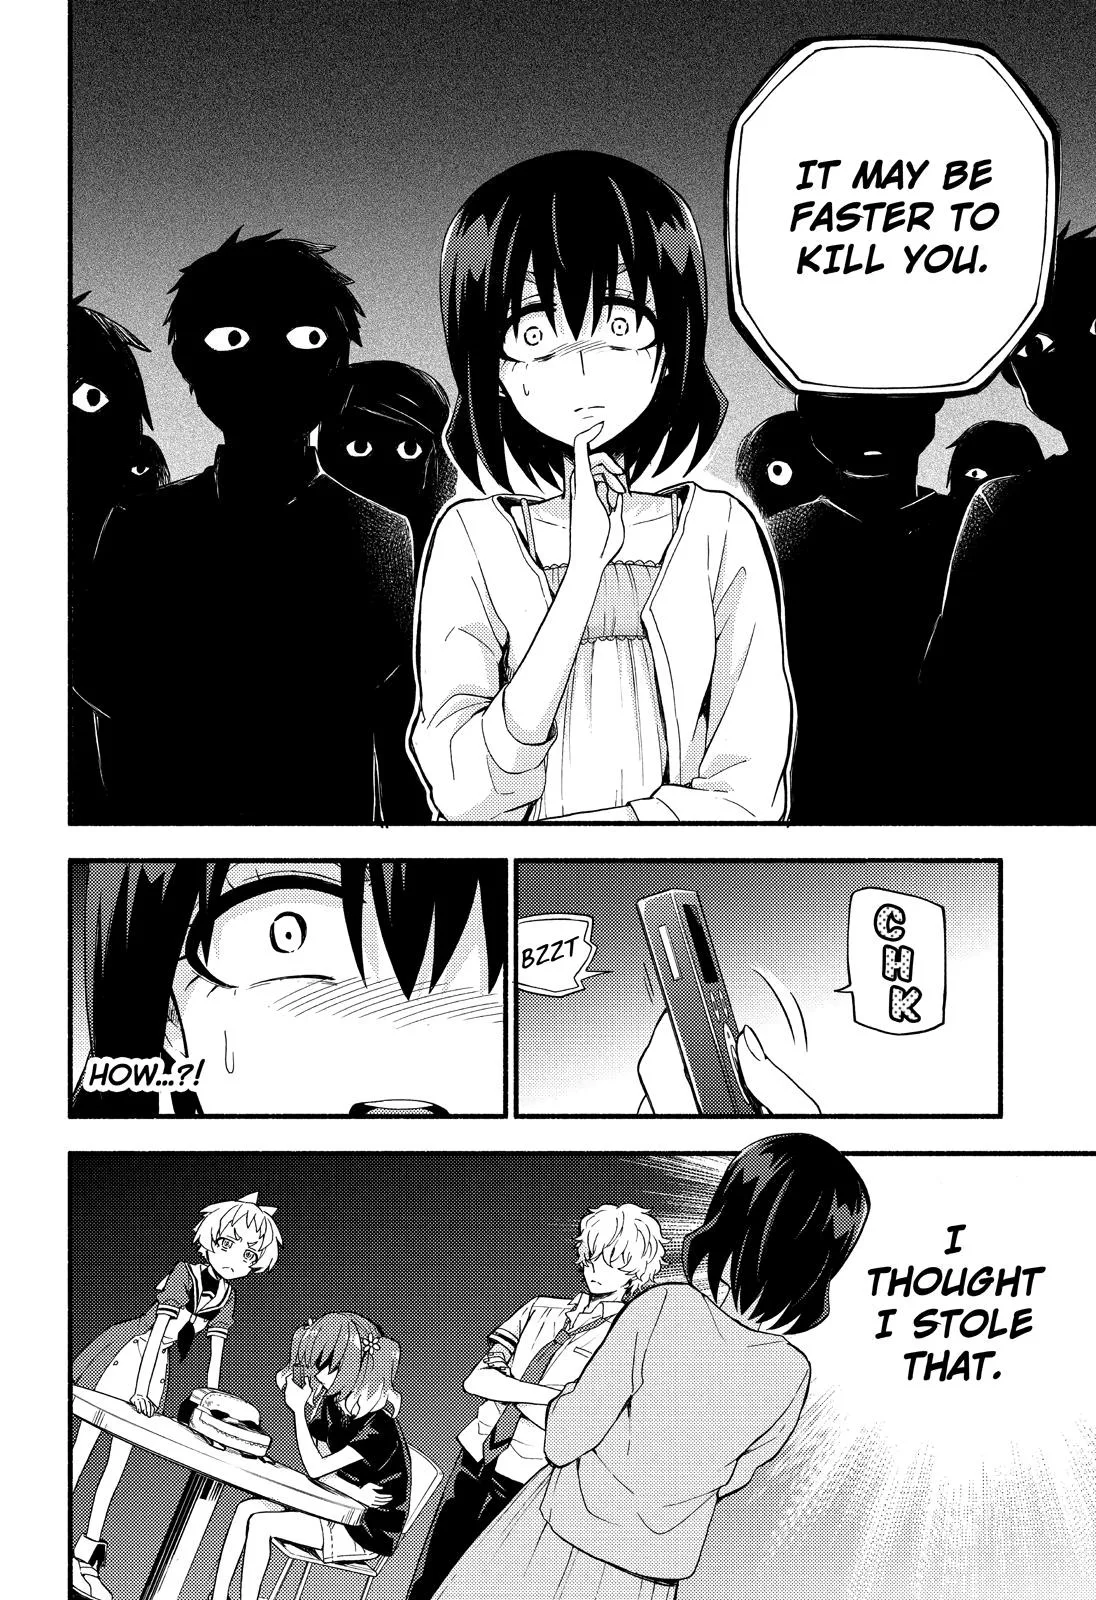 IT MAY BE
FASTER TO
KILL YOU.
CHK
BZZT
HOW...?!
I
THOUGHT
I STOLE
THAT.